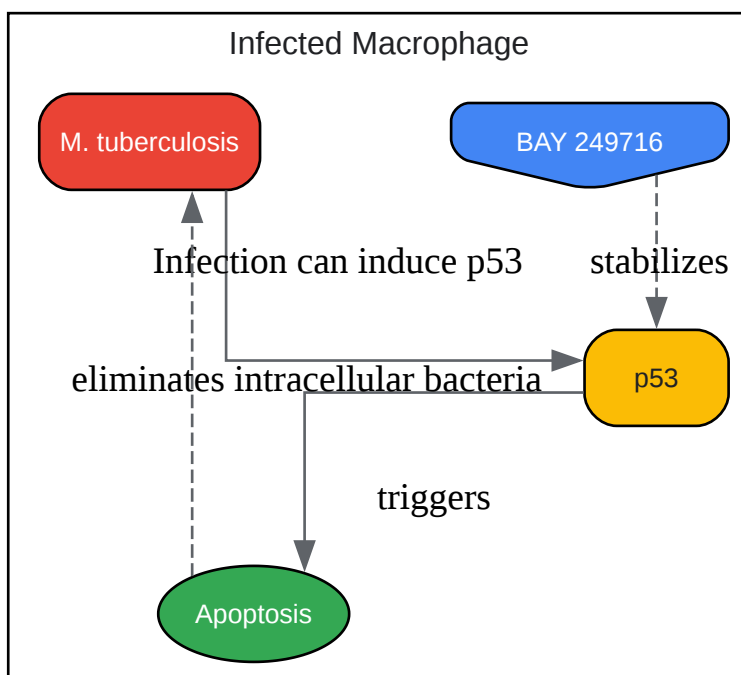 Infected Macrophage
M. tuberculosis
BAY 249716
Infection can induce p53
stabilizes
p53
eliminates intracellular bacteria
triggers
Apoptosis